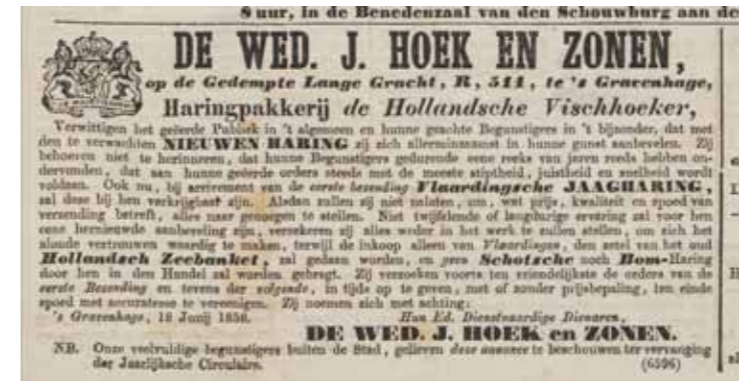 8 uur, in de Benedenzaal van den Schouwburg aan de
DE WED. J. HOEK EN ZONEN,
op de Gedempte Lange Gracht, R, 511, te 's Gravenhage,
Haringpakkerij de Hollandsche Vischhoeker,
Verwittigen het geëerde Publiek in 't algemeen en hunne geachte Begunstigers in 't bijzonder, dat met
den te verwachten NIEUWEN HARING zij zich allerminzaamst in hunne gunst aanbevelen. Zij
behoeven niet te herinneren, dat hunne Begunstigers gedurende eene reeks van jaren reeds hebben on-
dervonden, dat aan hunne geëerde orders steeds met de meeste stiptheid, juistheid en snelheid wordt
voldaan. Ook nu, bij arrivement van de eerste bezending Vlaardingsche JAAGHARING,
zal deze bij hen verkrijgbaar zijn. Alsdan zullen zij niet nalaten, om, wat prijs, kwaliteit en spoed van
verzending betreft, alles naar genoegen te stellen. Niet twijfelende of langdurige ervaring zal voor hen
eene hernieuwde aanbeveling zijn, verzekeren zij alles weder in het werk te zullen stellen, om zich het
aloude vertrouwen waardig te maken, terwijl de inkoop alleen van Vlaardingen, den zetel van het oud
Hollandsch Zeebanket, zal gedaan worden, en geen Schotsche noch Bom-Haring
door hen in den Handel zal worden gebragt. Zij verzoeken voorts ten vriendelijkste de orders van de
eerste Bezending en tevens der volgende, in tijds op te geven, met of zonder prijsbepaling, ten einde
spoed met accuratesse te vereenigen. Zij noemen zich met achting:
's Gravenhage, 18 Junij 1856. Hun Ed. Dienstvaardige Dienaren,
DE WED. J. HOEK en ZONEN.
NB. Onze veelvuldige begunstigers buiten de Stad, gelieven deze annonce te beschouwen ter vervanging
der Jaarlijksche Circulaire. (6596)